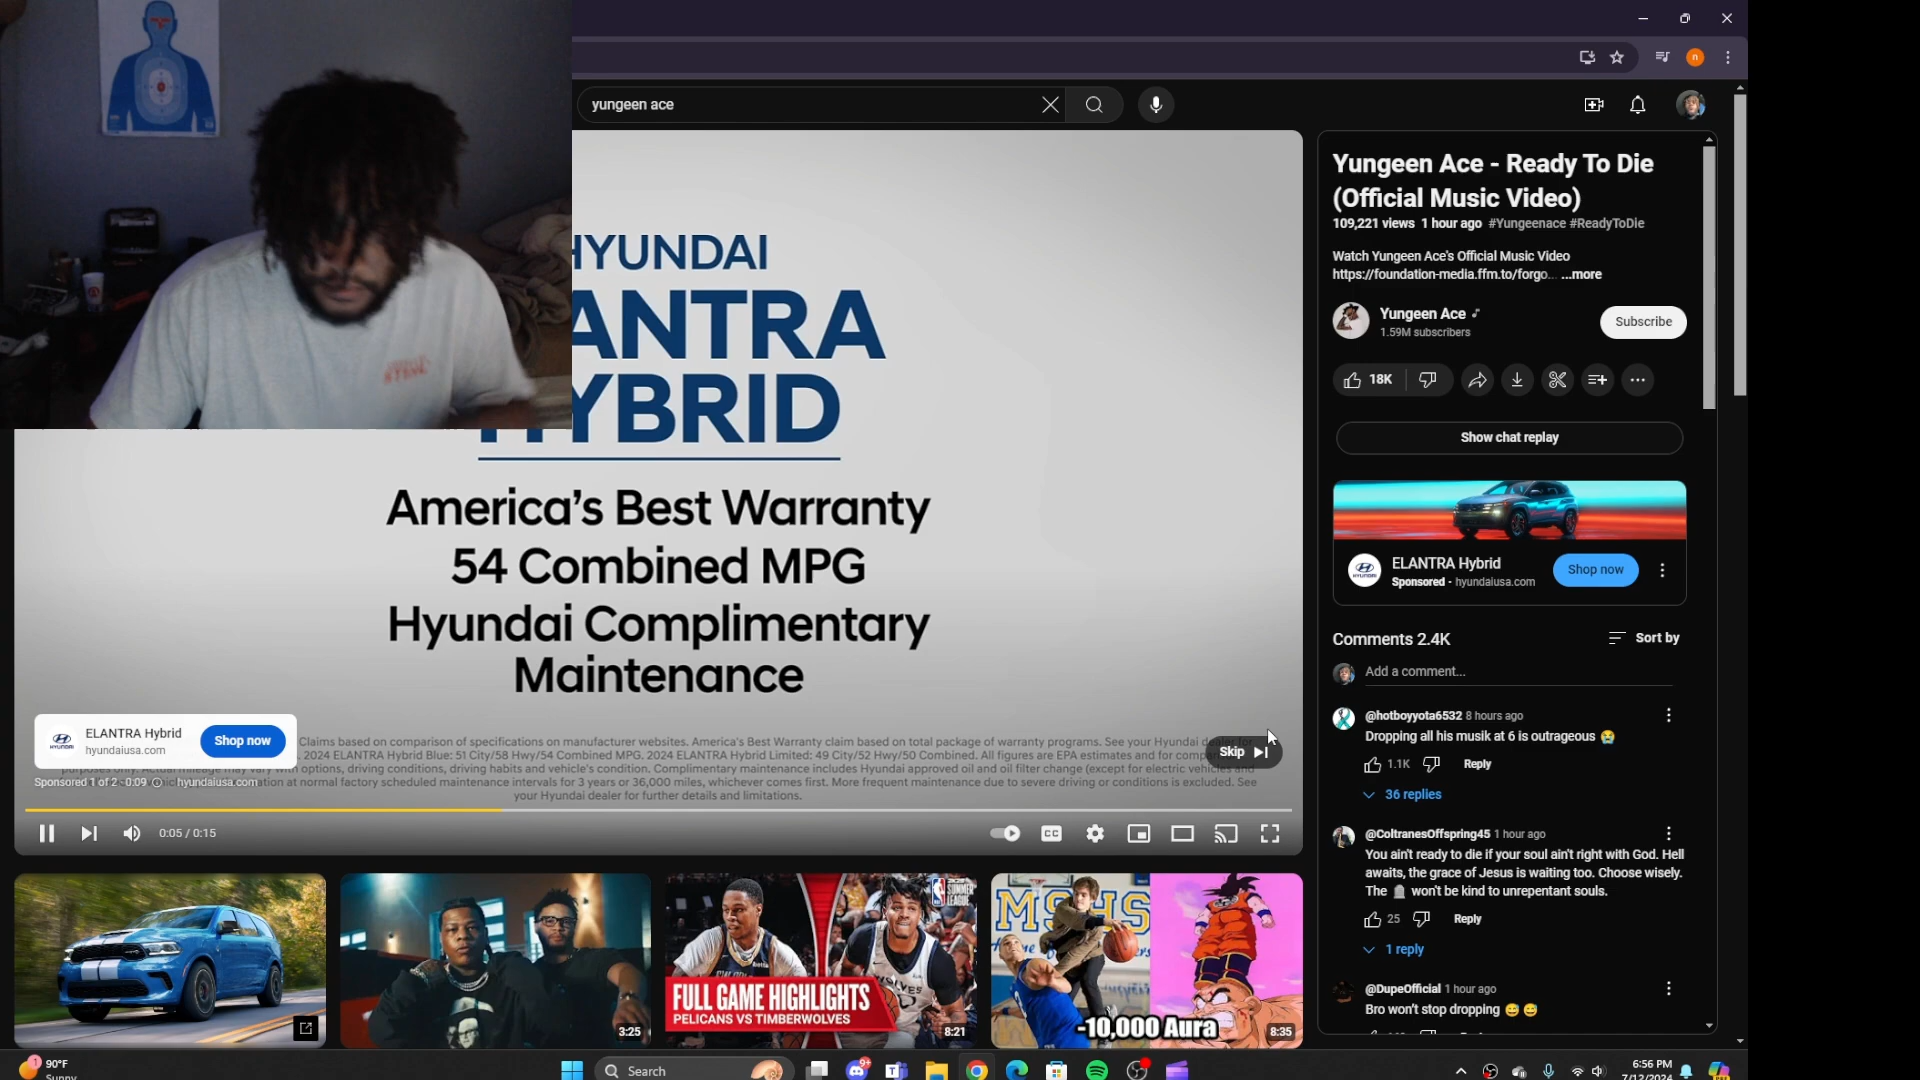 yungeen ace
HYUNDAI
ANTRA
HYBRID
America's Best Warranty
54 Combined MPG
Hyundai Complimentary
Maintenance
ELANTRA Hybrid
hyundaiusa.com
Shop now
Claims based on comparison of specifications on manufacturer websites. America's Best Warranty claim based on total package of warranty programs. See your Hyundai dealer for
2024 ELANTRA Hybrid Blue: 51 City/58 Hwy/54 Combined MPG. 2024 ELANTRA Hybrid Limited: 49 City/52 Hwy/50 Combined. All figures are EPA estimates and for
purposes only. Actual mileage may vary with options, driving conditions, driving habits and vehicle's condition. Complimentary maintenance includes Hyundai approved oil and oil filter change (except for electric vehicles and
at normal factory scheduled maintenance intervals for 3 years or 36,000 miles, whichever comes first. More frequent maintenance due to severe driving or conditions is excluded. See
your Hyundai dealer for further details and limitations.
Skip
Sponsored 1 of 2 · 0:09
hyundaiusa.com
0:05 / 0:15
CC
Yungeen Ace - Ready To Die
(Official Music Video)
109,221 views 1 hour ago #Yungeenace #ReadyToDie
Watch Yungeen Ace's Official Music Video
https://foundation-media.ffm.to/forgo... ...more
Yungeen Ace
1.59M subscribers
Subscribe
18K
Show chat replay
ELANTRA Hybrid
Sponsored · hyundaiusa.com
Shop now
Comments 2.4K
Sort by
Add a comment...
@hotboyyota6532 8 hours ago
Dropping all his musik at 6 is outrageous 😭
1.1K
Reply
36 replies
@ColtranesOffspring45 1 hour ago
You ain't ready to die if your soul ain't right with God. Hell
awaits, the grace of Jesus is waiting too. Choose wisely.
The 🪦 won't be kind to unrepentant souls.
25
Reply
1 reply
@DupeOfficial 1 hour ago
Bro won't stop dropping 😅 😅
3:25
FULL GAME HIGHLIGHTS
PELICANS VS TIMBERWOLVES
8:21
MSHS
-10,000 Aura
8:35
90°F
Sunny
Search
6:56 PM
7/12/2024